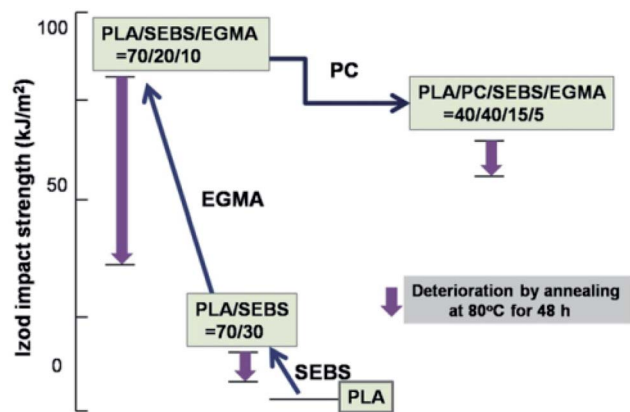 100
50
0
Izod impact strength (kJ/m²)
PLA/SEBS/EGMA
=70/20/10
PC
PLA/PC/SEBS/EGMA
=40/40/15/5
EGMA
PLA/SEBS
=70/30
SEBS
PLA
Deterioration by annealing
at 80°C for 48 h